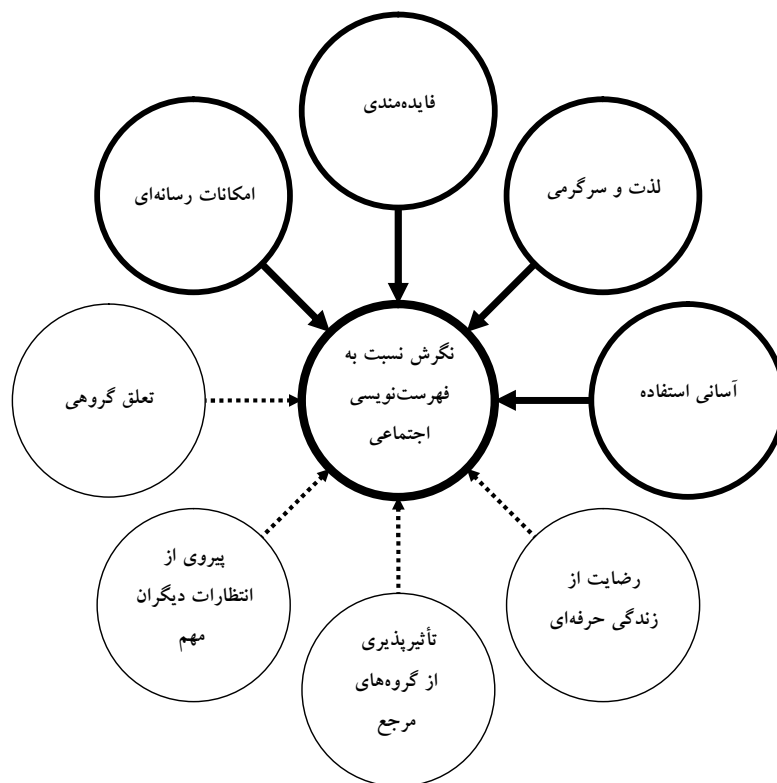 فایده‌مندی
لذت و سرگرمی
امکانات رسانه‌ای
نگرش نسبت به
فهرست‌نویسی
اجتماعی
آسانی استفاده
تعلق گروهی
رضایت از
زندگی حرفه‌ای
پیروی از
انتظارات دیگران
مهم
تأثیرپذیری
از گروه‌های
مرجع